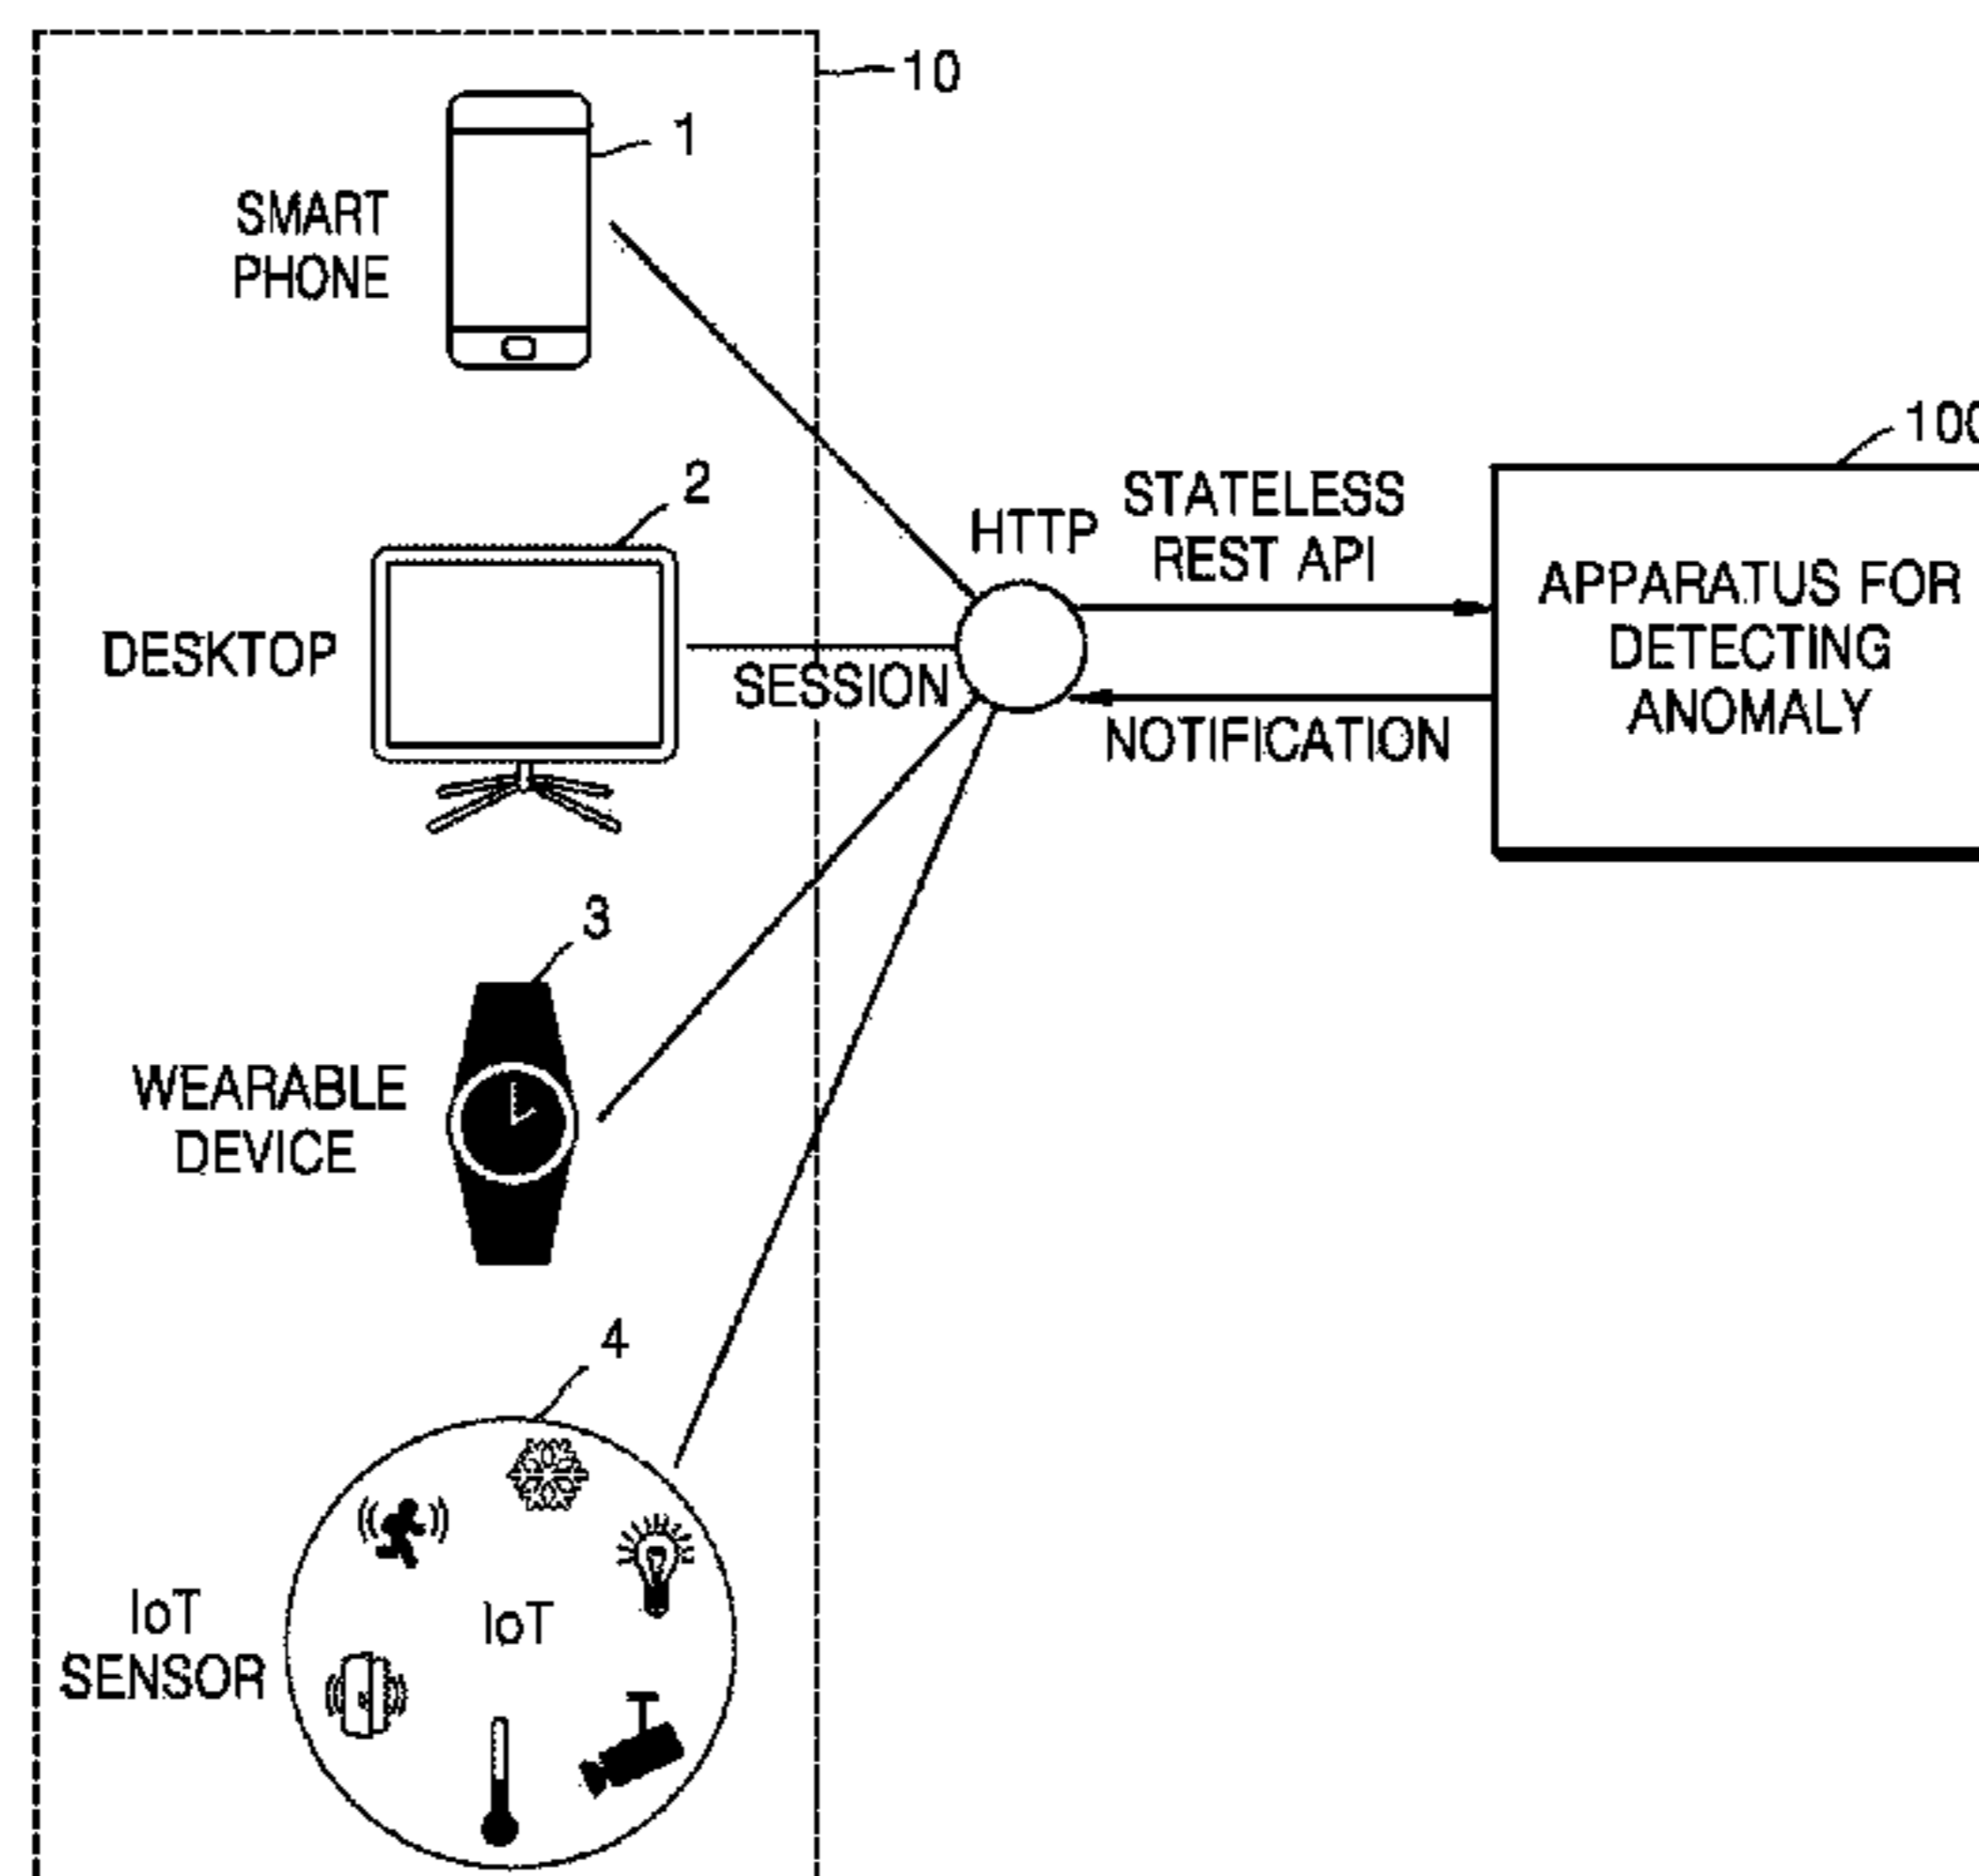 10
1
SMART
PHONE
2
HTTP
STATELESS
REST API
100
APPARATUS FOR
DETECTING
ANOMALY
DESKTOP
SESSION
NOTIFICATION
3
WEARABLE
DEVICE
4
IoT
SENSOR
IoT